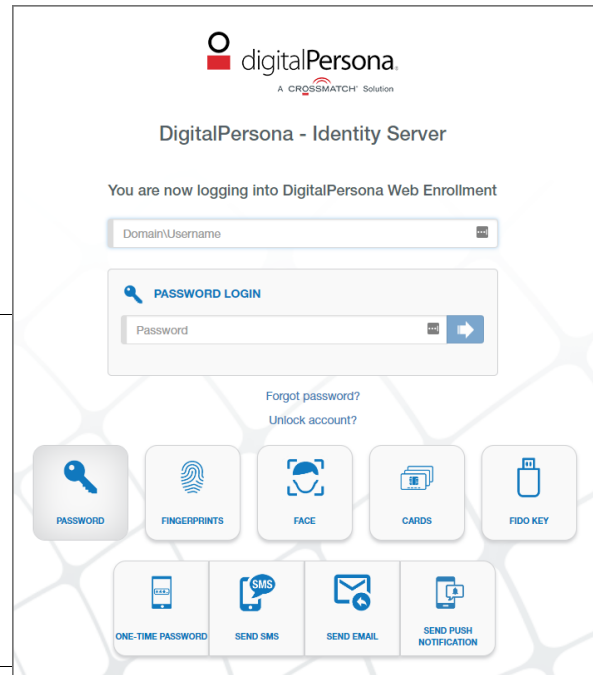 digitalPersona.
A CROSSMATCH® Solution
DigitalPersona - Identity Server
You are now logging into DigitalPersona Web Enrollment
Domain\Username
PASSWORD LOGIN
Password
Forgot password?
Unlock account?
PASSWORD
FINGERPRINTS
FACE
CARDS
FIDO KEY
SMS
ONE-TIME PASSWORD
SEND SMS
SEND EMAIL
SEND PUSH
NOTIFICATION